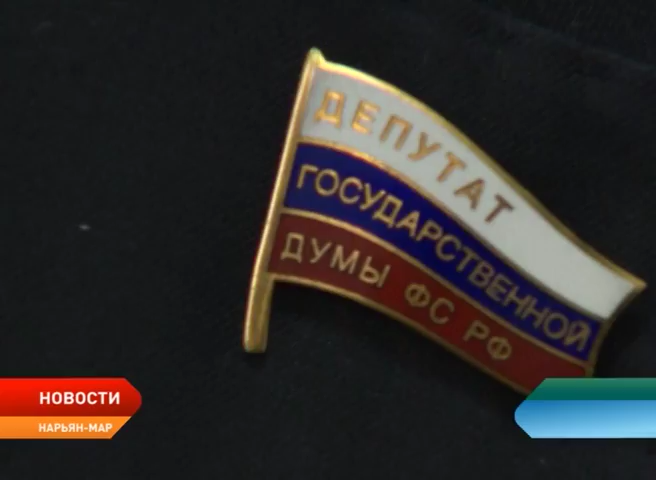 ДЕПУТАТ
ГОСУДАРСТВЕННОЙ
ДУМЫ ФС РФ
НОВОСТИ
НАРЬЯН-МАР